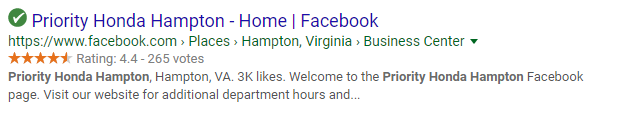 Priority Honda Hampton - Home | Facebook
https://www.facebook.com › Places › Hampton, Virginia › Business Center
Rating: 4.4 - 265 votes
Priority Honda Hampton, Hampton, VA. 3K likes. Welcome to the Priority Honda Hampton Facebook
page. Visit our website for additional department hours and...